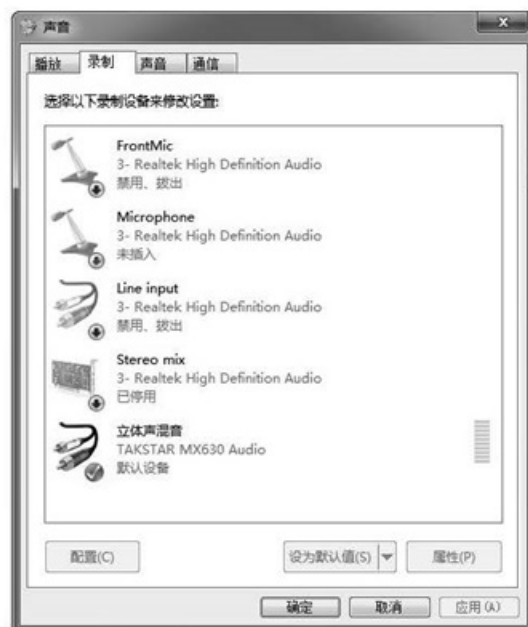 声音
播放 录制 声音 通信
选择以下录制设备来修改设置:
FrontMic
3- Realtek High Definition Audio
禁用、拔出
Microphone
3- Realtek High Definition Audio
未插入
Line input
3- Realtek High Definition Audio
禁用、拔出
Stereo mix
3- Realtek High Definition Audio
已停用
立体声混音
TAKSTAR MX630 Audio
默认设备
配置(C) 设为默认值(S) 属性(P)
确定 取消 应用(A)